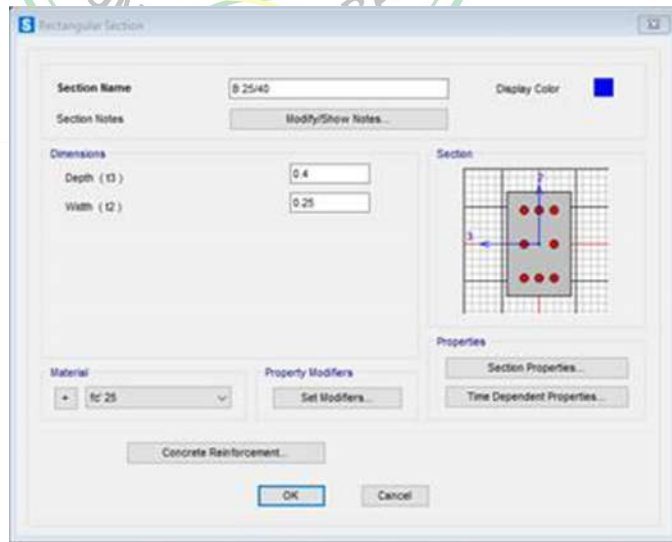 S Rectangular Section
Section Name B 25/40 Display Color
Section Notes Modify/Show Notes...
Dimensions
Depth ( t3 ) 0.4
Width ( t2 ) 0.25
Section
2
3
Properties
Section Properties...
Time Dependent Properties...
Material
+ fc' 25
Property Modifiers
Set Modifiers...
Concrete Reinforcement...
OK Cancel